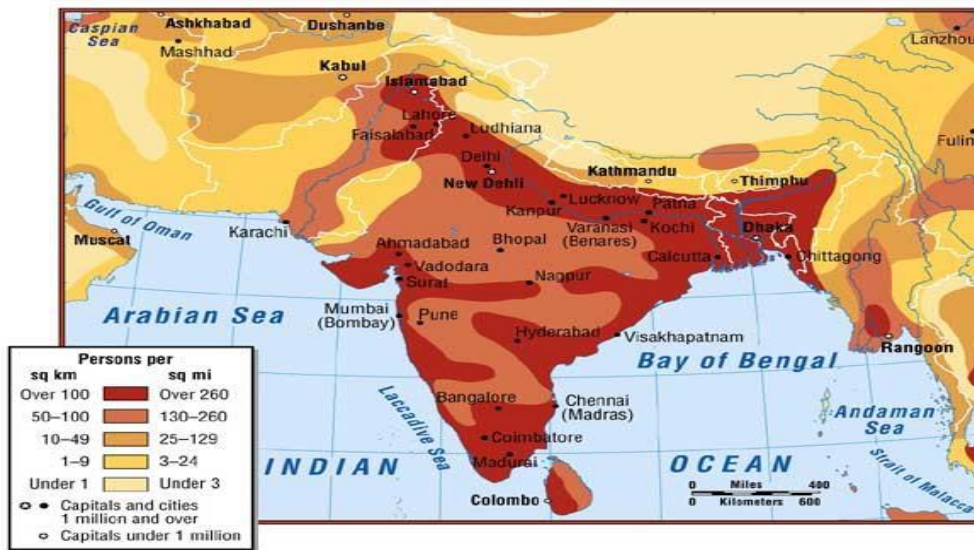 Caspian
Sea
Ashkhabad
Dushanbe
Mashhad
Kabul
Lanzhou
Islamabad
Lahore
Faisalabad
Ludhiana
Fulin
Delhi
New Dehli
Kathmandu
Thimphu
Gulf of Oman
Muscat
Karachi
Kanpur
Lucknow
Patna
Varanasi
(Benares)
Kochi
Dhaka
Ahmadabad
Bhopal
Calcutta
Chittagong
Vadodara
Surat
Nagpur
Arabian Sea
Mumbai
(Bombay)
Pune
Hyderabad
Visakhapatnam
Rangoon
Bay of Bengal
Laccadive Sea
Bangalore
Chennai
(Madras)
Andaman
Sea
Coimbatore
Madurai
INDIAN
OCEAN
Strait of Malacca
Colombo
0 Miles 400
0 Kilometers 600
Persons per
sq km sq mi
Over 100 Over 260
50–100 130–260
10–49 25–129
1–9 3–24
Under 1 Under 3
Capitals and cities
1 million and over
Capitals under 1 million